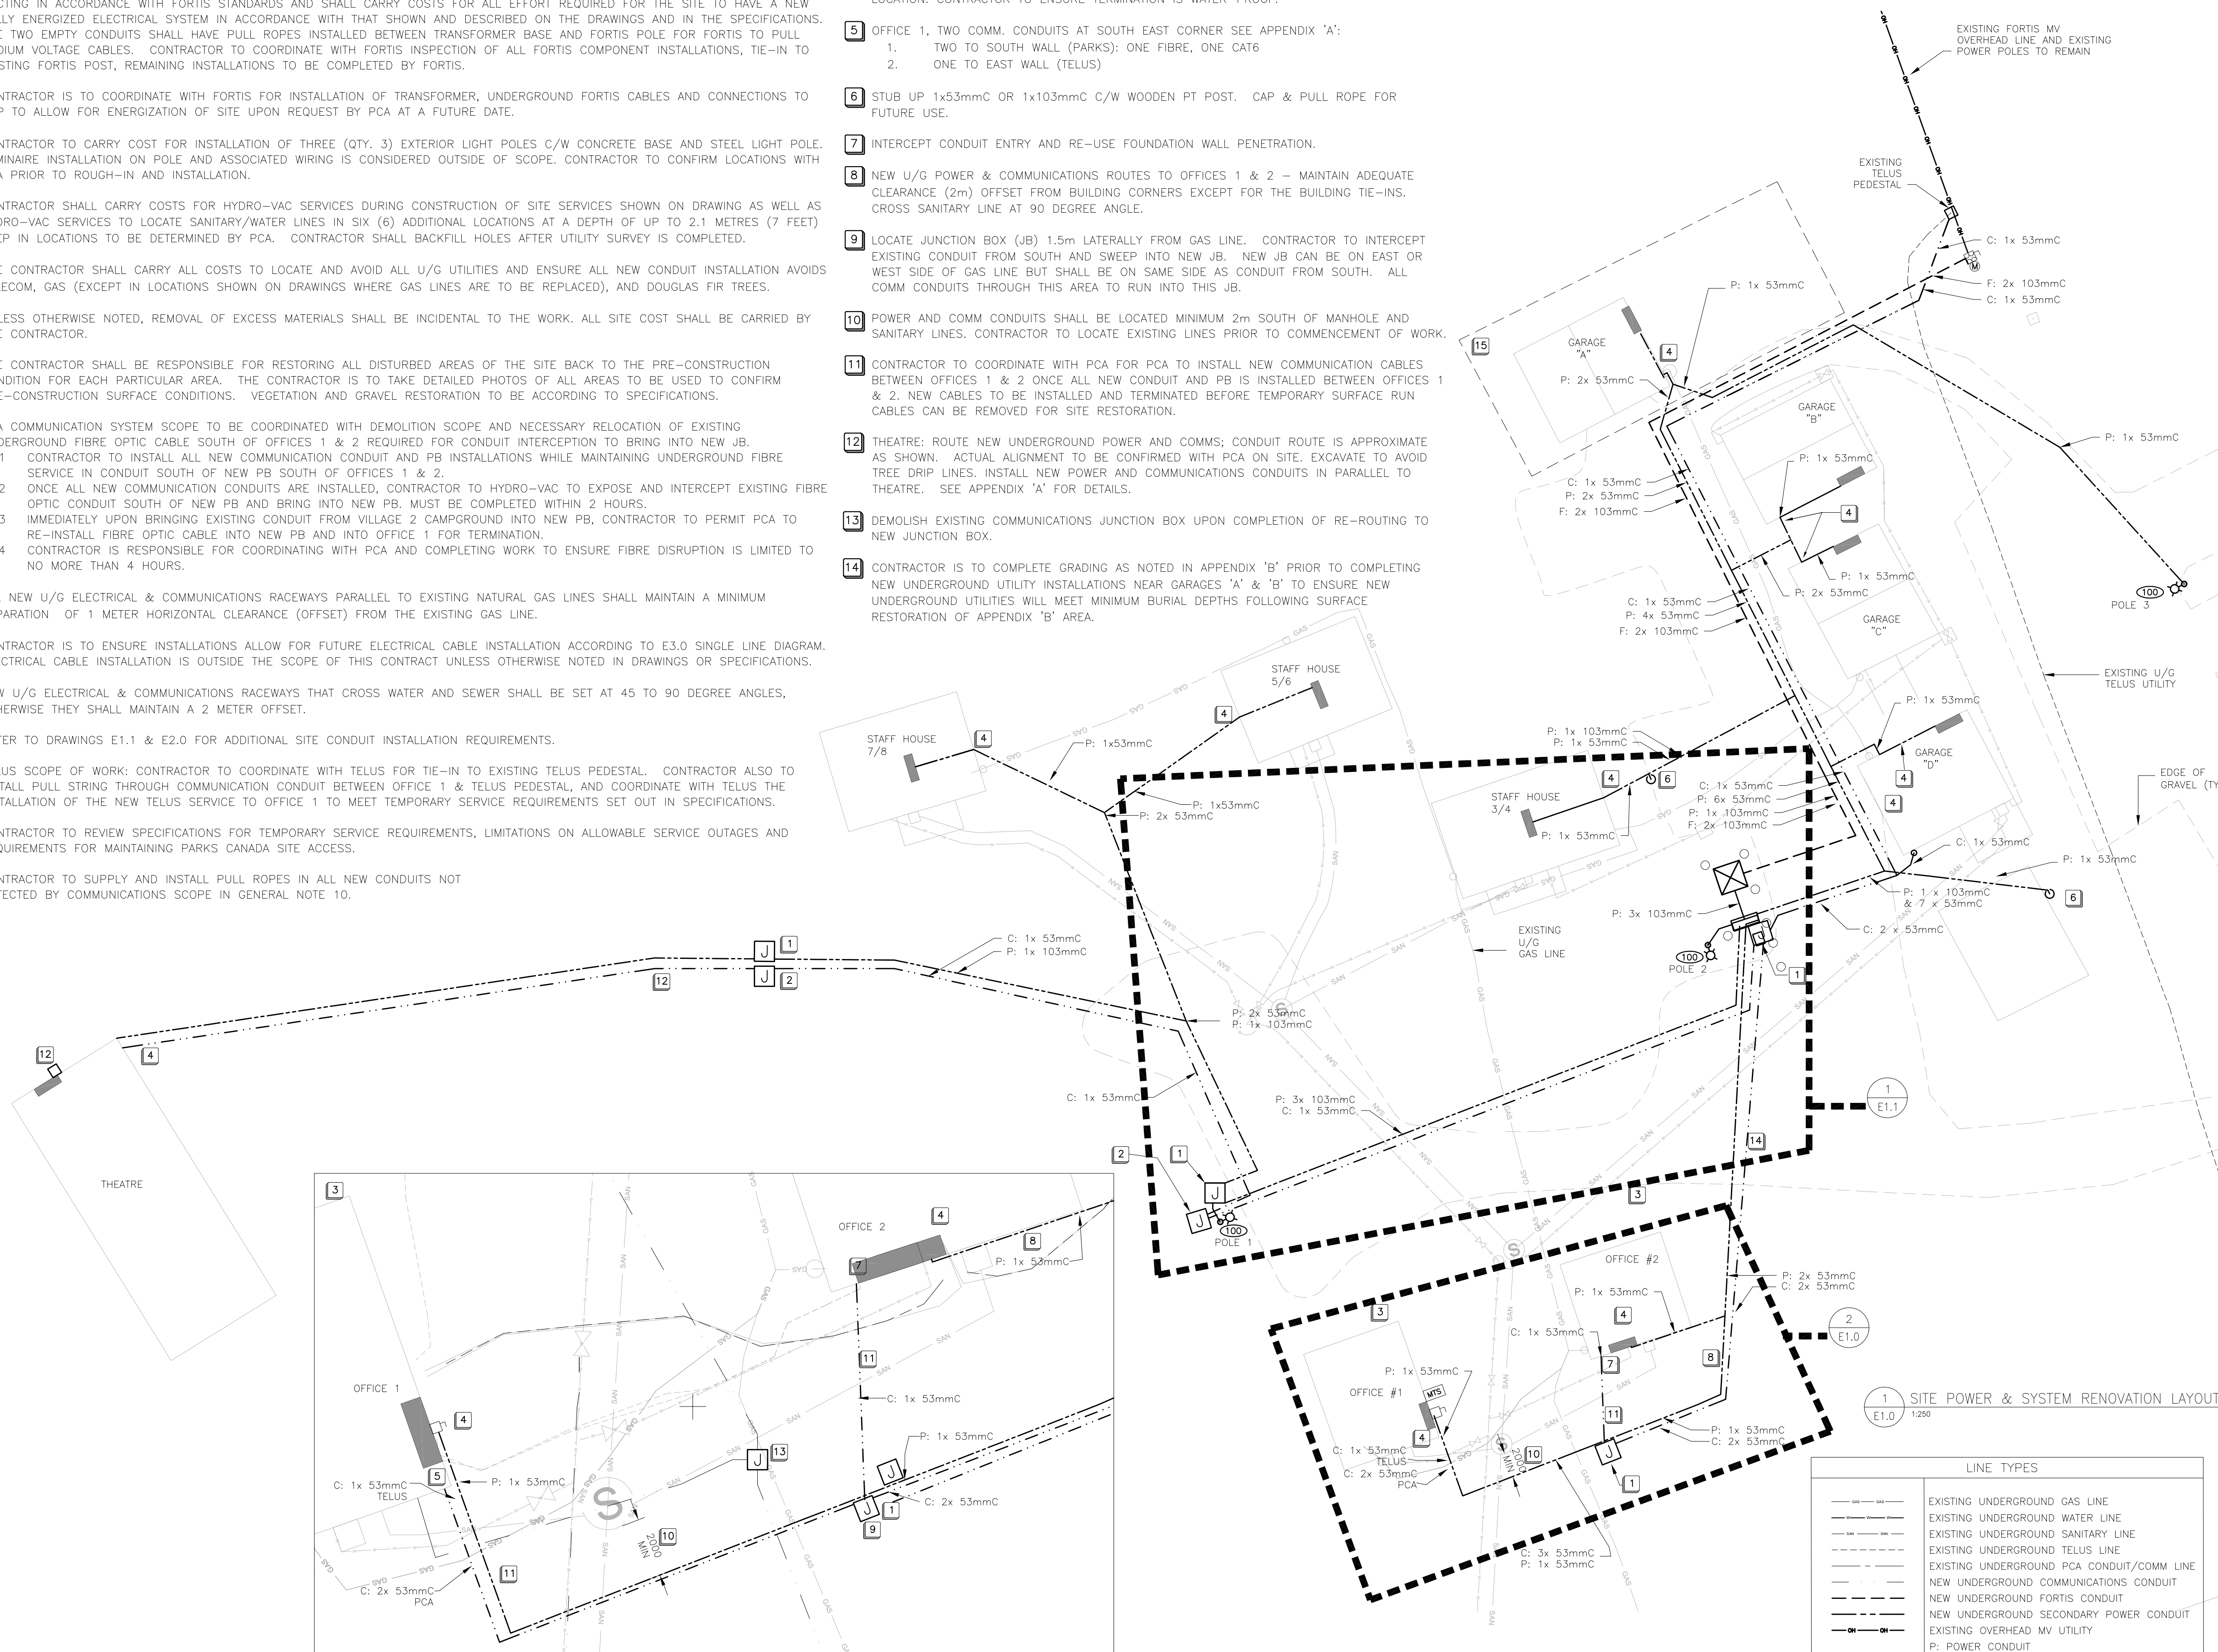 CTING IN ACCORDANCE WITH FORTIS STANDARDS AND SHALL CARRY COSTS FOR ALL EFFORT REQUIRED FOR THE SITE TO HAVE A NEW
LLY ENERGIZED ELECTRICAL SYSTEM IN ACCORDANCE WITH THAT SHOWN AND DESCRIBED ON THE DRAWINGS AND IN THE SPECIFICATIONS.
E TWO EMPTY CONDUITS SHALL HAVE PULL ROPES INSTALLED BETWEEN TRANSFORMER BASE AND FORTIS POLE FOR FORTIS TO PULL
DIUM VOLTAGE CABLES. CONTRACTOR TO COORDINATE WITH FORTIS INSPECTION OF ALL FORTIS COMPONENT INSTALLATIONS, TIE-IN TO
ISTING FORTIS POST, REMAINING INSTALLATIONS TO BE COMPLETED BY FORTIS.
NTRACTOR IS TO COORDINATE WITH FORTIS FOR INSTALLATION OF TRANSFORMER, UNDERGROUND FORTIS CABLES AND CONNECTIONS TO
P TO ALLOW FOR ENERGIZATION OF SITE UPON REQUEST BY PCA AT A FUTURE DATE.
NTRACTOR TO CARRY COST FOR INSTALLATION OF THREE (QTY. 3) EXTERIOR LIGHT POLES C/W CONCRETE BASE AND STEEL LIGHT POLE.
MINAIRE INSTALLATION ON POLE AND ASSOCIATED WIRING IS CONSIDERED OUTSIDE OF SCOPE. CONTRACTOR TO CONFIRM LOCATIONS WITH
A PRIOR TO ROUGH-IN AND INSTALLATION.
NTRACTOR SHALL CARRY COSTS FOR HYDRO-VAC SERVICES DURING CONSTRUCTION OF SITE SERVICES SHOWN ON DRAWING AS WELL AS
DRO-VAC SERVICES TO LOCATE SANITARY/WATER LINES IN SIX (6) ADDITIONAL LOCATIONS AT A DEPTH OF UP TO 2.1 METRES (7 FEET)
EP IN LOCATIONS TO BE DETERMINED BY PCA. CONTRACTOR SHALL BACKFILL HOLES AFTER UTILITY SURVEY IS COMPLETED.
E CONTRACTOR SHALL CARRY ALL COSTS TO LOCATE AND AVOID ALL U/G UTILITIES AND ENSURE ALL NEW CONDUIT INSTALLATION AVOIDS
LECOM, GAS (EXCEPT IN LOCATIONS SHOWN ON DRAWINGS WHERE GAS LINES ARE TO BE REPLACED), AND DOUGLAS FIR TREES.
LESS OTHERWISE NOTED, REMOVAL OF EXCESS MATERIALS SHALL BE INCIDENTAL TO THE WORK. ALL SITE COST SHALL BE CARRIED BY
E CONTRACTOR.
E CONTRACTOR SHALL BE RESPONSIBLE FOR RESTORING ALL DISTURBED AREAS OF THE SITE BACK TO THE PRE-CONSTRUCTION
NDITION FOR EACH PARTICULAR AREA. THE CONTRACTOR IS TO TAKE DETAILED PHOTOS OF ALL AREAS TO BE USED TO CONFIRM
E-CONSTRUCTION SURFACE CONDITIONS. VEGETATION AND GRAVEL RESTORATION TO BE ACCORDING TO SPECIFICATIONS.
A COMMUNICATION SYSTEM SCOPE TO BE COORDINATED WITH DEMOLITION SCOPE AND NECESSARY RELOCATION OF EXISTING
DERGROUND FIBRE OPTIC CABLE SOUTH OF OFFICES 1 & 2 REQUIRED FOR CONDUIT INTERCEPTION TO BRING INTO NEW JB.
1 CONTRACTOR TO INSTALL ALL NEW COMMUNICATION CONDUIT AND PB INSTALLATIONS WHILE MAINTAINING UNDERGROUND FIBRE
SERVICE IN CONDUIT SOUTH OF NEW PB SOUTH OF OFFICES 1 & 2.
2 ONCE ALL NEW COMMUNICATION CONDUITS ARE INSTALLED, CONTRACTOR TO HYDRO-VAC TO EXPOSE AND INTERCEPT EXISTING FIBRE
OPTIC CONDUIT SOUTH OF NEW PB AND BRING INTO NEW PB. MUST BE COMPLETED WITHIN 2 HOURS.
3 IMMEDIATELY UPON BRINGING EXISTING CONDUIT FROM VILLAGE 2 CAMPGROUND INTO NEW PB, CONTRACTOR TO PERMIT PCA TO
RE-INSTALL FIBRE OPTIC CABLE INTO NEW PB AND INTO OFFICE 1 FOR TERMINATION.
4 CONTRACTOR IS RESPONSIBLE FOR COORDINATING WITH PCA AND COMPLETING WORK TO ENSURE FIBRE DISRUPTION IS LIMITED TO
NO MORE THAN 4 HOURS.
NEW U/G ELECTRICAL & COMMUNICATIONS RACEWAYS PARALLEL TO EXISTING NATURAL GAS LINES SHALL MAINTAIN A MINIMUM
PARATION OF 1 METER HORIZONTAL CLEARANCE (OFFSET) FROM THE EXISTING GAS LINE.
NTRACTOR IS TO ENSURE INSTALLATIONS ALLOW FOR FUTURE ELECTRICAL CABLE INSTALLATION ACCORDING TO E3.0 SINGLE LINE DIAGRAM.
ECTRICAL CABLE INSTALLATION IS OUTSIDE THE SCOPE OF THIS CONTRACT UNLESS OTHERWISE NOTED IN DRAWINGS OR SPECIFICATIONS.
W U/G ELECTRICAL & COMMUNICATIONS RACEWAYS THAT CROSS WATER AND SEWER SHALL BE SET AT 45 TO 90 DEGREE ANGLES,
HERWISE THEY SHALL MAINTAIN A 2 METER OFFSET.
FER TO DRAWINGS E1.1 & E2.0 FOR ADDITIONAL SITE CONDUIT INSTALLATION REQUIREMENTS.
LUS SCOPE OF WORK: CONTRACTOR TO COORDINATE WITH TELUS FOR TIE-IN TO EXISTING TELUS PEDESTAL. CONTRACTOR ALSO TO
TALL PULL STRING THROUGH COMMUNICATION CONDUIT BETWEEN OFFICE 1 & TELUS PEDESTAL, AND COORDINATE WITH TELUS THE
TALLATION OF THE NEW TELUS SERVICE TO OFFICE 1 TO MEET TEMPORARY SERVICE REQUIREMENTS SET OUT IN SPECIFICATIONS.
NTRACTOR TO REVIEW SPECIFICATIONS FOR TEMPORARY SERVICE REQUIREMENTS, LIMITATIONS ON ALLOWABLE SERVICE OUTAGES AND
QUIREMENTS FOR MAINTAINING PARKS CANADA SITE ACCESS.
NTRACTOR TO SUPPLY AND INSTALL PULL ROPES IN ALL NEW CONDUITS NOT
FECTED BY COMMUNICATIONS SCOPE IN GENERAL NOTE 10.
LOCATION. CONTRACTOR TO ENSURE TERMINATION IS WATER-PROOF.
5 OFFICE 1, TWO COMM. CONDUITS AT SOUTH EAST CORNER SEE APPENDIX 'A':
1. TWO TO SOUTH WALL (PARKS): ONE FIBRE, ONE CAT6
2. ONE TO EAST WALL (TELUS)
6 STUB UP 1x53mmC OR 1x103mmC C/W WOODEN PT POST. CAP & PULL ROPE FOR
FUTURE USE.
7 INTERCEPT CONDUIT ENTRY AND RE-USE FOUNDATION WALL PENETRATION.
8 NEW U/G POWER & COMMUNICATIONS ROUTES TO OFFICES 1 & 2 - MAINTAIN ADEQUATE
CLEARANCE (2m) OFFSET FROM BUILDING CORNERS EXCEPT FOR THE BUILDING TIE-INS.
CROSS SANITARY LINE AT 90 DEGREE ANGLE.
9 LOCATE JUNCTION BOX (JB) 1.5m LATERALLY FROM GAS LINE. CONTRACTOR TO INTERCEPT
EXISTING CONDUIT FROM SOUTH AND SWEEP INTO NEW JB. NEW JB CAN BE ON EAST OR
WEST SIDE OF GAS LINE BUT SHALL BE ON SAME SIDE AS CONDUIT FROM SOUTH. ALL
COMM CONDUITS THROUGH THIS AREA TO RUN INTO THIS JB.
10 POWER AND COMM CONDUITS SHALL BE LOCATED MINIMUM 2m SOUTH OF MANHOLE AND
SANITARY LINES. CONTRACTOR TO LOCATE EXISTING LINES PRIOR TO COMMENCEMENT OF WORK.
11 CONTRACTOR TO COORDINATE WITH PCA FOR PCA TO INSTALL NEW COMMUNICATION CABLES
BETWEEN OFFICES 1 & 2 ONCE ALL NEW CONDUIT AND PB IS INSTALLED BETWEEN OFFICES 1
& 2. NEW CABLES TO BE INSTALLED AND TERMINATED BEFORE TEMPORARY SURFACE RUN
CABLES CAN BE REMOVED FOR SITE RESTORATION.
12 THEATRE: ROUTE NEW UNDERGROUND POWER AND COMMS; CONDUIT ROUTE IS APPROXIMATE
AS SHOWN. ACTUAL ALIGNMENT TO BE CONFIRMED WITH PCA ON SITE. EXCAVATE TO AVOID
TREE DRIP LINES. INSTALL NEW POWER AND COMMUNICATIONS CONDUITS IN PARALLEL TO
THEATRE. SEE APPENDIX 'A' FOR DETAILS.
13 DEMOLISH EXISTING COMMUNICATIONS JUNCTION BOX UPON COMPLETION OF RE-ROUTING TO
NEW JUNCTION BOX.
14 CONTRACTOR IS TO COMPLETE GRADING AS NOTED IN APPENDIX 'B' PRIOR TO COMPLETING
NEW UNDERGROUND UTILITY INSTALLATIONS NEAR GARAGES 'A' & 'B' TO ENSURE NEW
UNDERGROUND UTILITIES WILL MEET MINIMUM BURIAL DEPTHS FOLLOWING SURFACE
RESTORATION OF APPENDIX 'B' AREA.
EXISTING FORTIS MV
OVERHEAD LINE AND EXISTING
POWER POLES TO REMAIN
EXISTING
TELUS
PEDESTAL
C: 1x 53mmC
M
F: 2x 103mmC
C: 1x 53mmC
P: 1x 53mmC
15
GARAGE
"A"
4
P: 2x 53mmC
GARAGE
"B"
P: 1x 53mmC
P: 1x 53mmC
C: 1x 53mmC
P: 2x 53mmC
F: 2x 103mmC
4
P: 1x 53mmC
P: 2x 53mmC
100
POLE 3
C: 1x 53mmC
P: 4x 53mmC
F: 2x 103mmC
GARAGE
"C"
EXISTING U/G
TELUS UTILITY
STAFF HOUSE
5/6
4
STAFF HOUSE
7/8
4
P: 1x53mmC
P: 1x53mmC
P: 2x 53mmC
P: 1x 103mmC
P: 1x 53mmC
4
6
STAFF HOUSE
3/4
P: 1x 53mmC
P: 1x 53mmC
GARAGE
"D"
4
4
C: 1x 53mmC
P: 6x 53mmC
P: 1x 103mmC
F: 2x 103mmC
EDGE OF
GRAVEL (TY
C: 1x 53mmC
P: 1x 53mmC
6
P: 1 x 103mmC
& 7 x 53mmC
C: 2 x 53mmC
P: 3x 103mmC
100
POLE 2
J
1
EXISTING
U/G
GAS LINE
J 1
J 2
12
C: 1x 53mmC
P: 1x 103mmC
P: 2x 53mmC
P: 1x 103mmC
S
12
4
THEATRE
C: 1x 53mmC
P: 3x 103mmC
C: 1x 53mmC
1
E1.1
14
2
1
J
J
100
POLE 1
3
3
OFFICE 2
4
8
P: 1x 53mmC
7
11
OFFICE 1
4
C: 1x 53mmC
5
C: 1x 53mmC
TELUS
P: 1x 53mmC
J 13
P: 1x 53mmC
J
C: 2x 53mmC
J 1
9
S
10
2000
MIN
11
C: 2x 53mmC
PCA
S
OFFICE #2
P: 1x 53mmC
4
3
P: 2x 53mmC
C: 2x 53mmC
2
E1.0
C: 1x 53mmC
7
8
P: 1x 53mmC
MTS
OFFICE #1
11
4
C: 1x 53mmC
TELUS
C: 2x 53mmC
PCA
S
2000
MIN
10
J
1
P: 1x 53mmC
C: 2x 53mmC
C: 3x 53mmC
P: 1x 53mmC
1
E1.0
SITE POWER & SYSTEM RENOVATION LAYOUT
1:250
LINE TYPES
EXISTING UNDERGROUND GAS LINE
EXISTING UNDERGROUND WATER LINE
EXISTING UNDERGROUND SANITARY LINE
EXISTING UNDERGROUND TELUS LINE
EXISTING UNDERGROUND PCA CONDUIT/COMM LINE
NEW UNDERGROUND COMMUNICATIONS CONDUIT
NEW UNDERGROUND FORTIS CONDUIT
NEW UNDERGROUND SECONDARY POWER CONDUIT
EXISTING OVERHEAD MV UTILITY
P: POWER CONDUIT